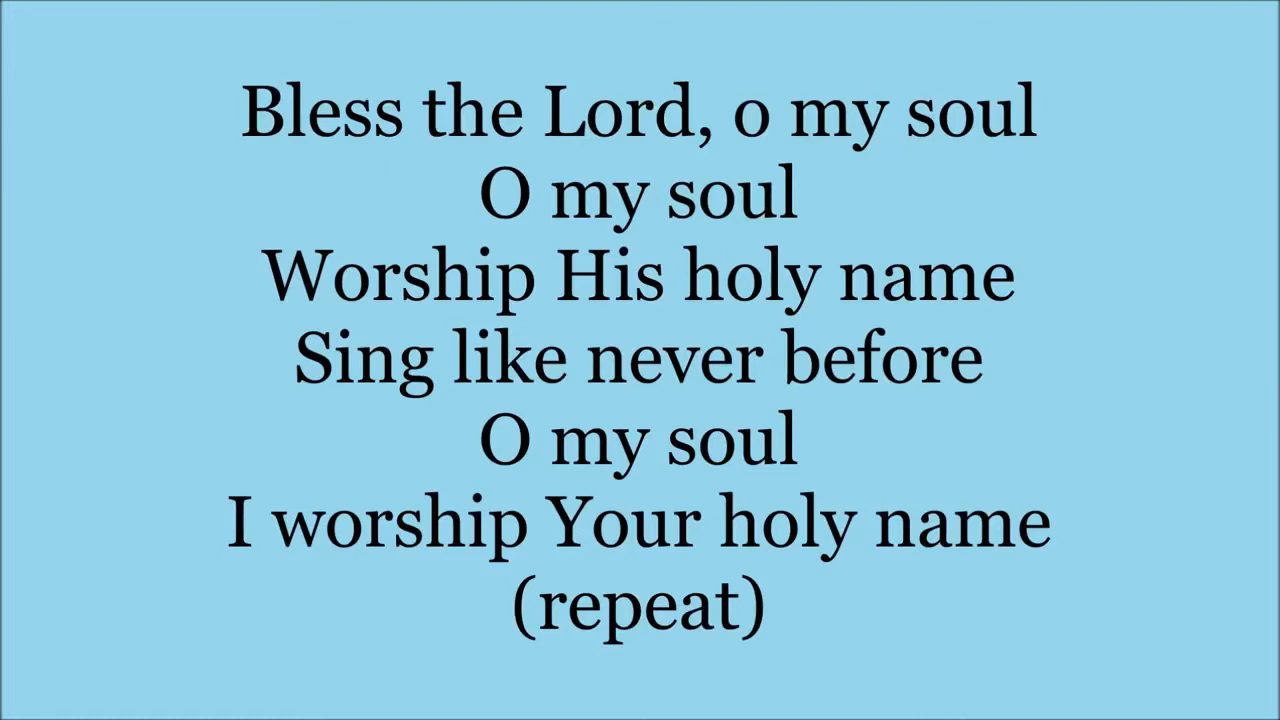 Bless the Lord, o my soul
O my soul
Worship His holy name
Sing like never before
O my soul
I worship Your holy name
(repeat)